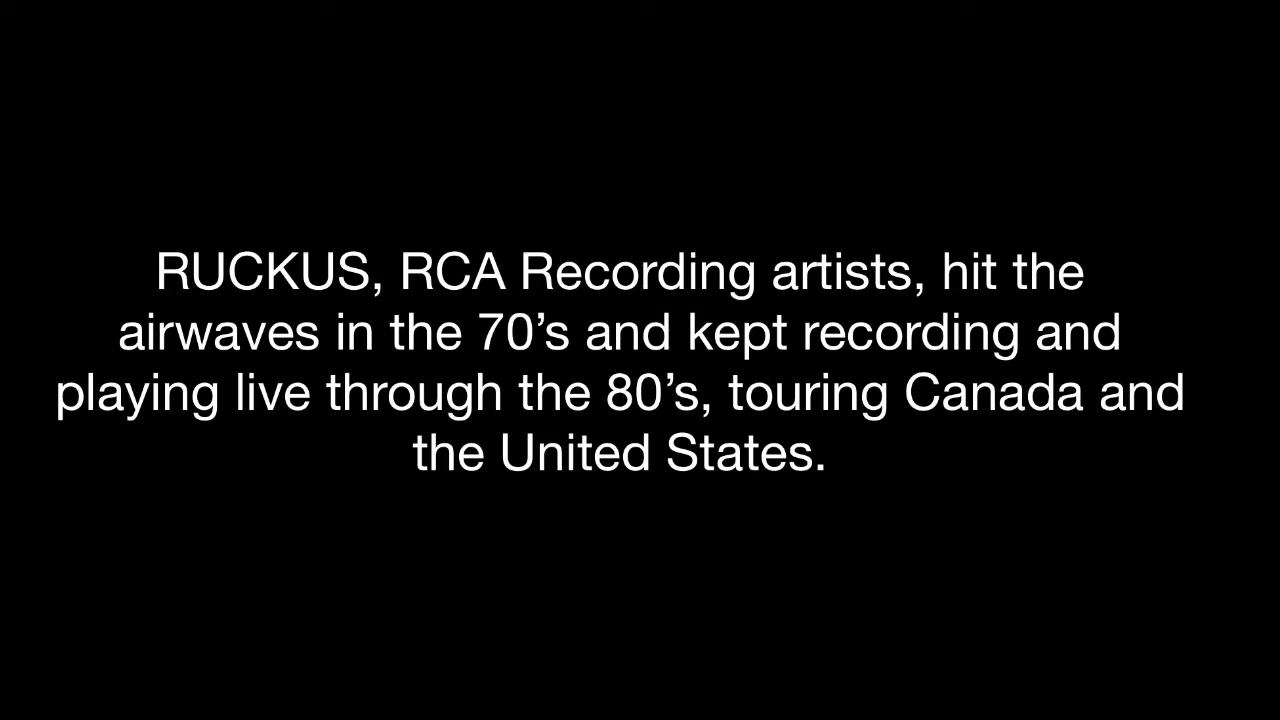 RUCKUS, RCA Recording artists, hit the
airwaves in the 70’s and kept recording and
playing live through the 80’s, touring Canada and
the United States.